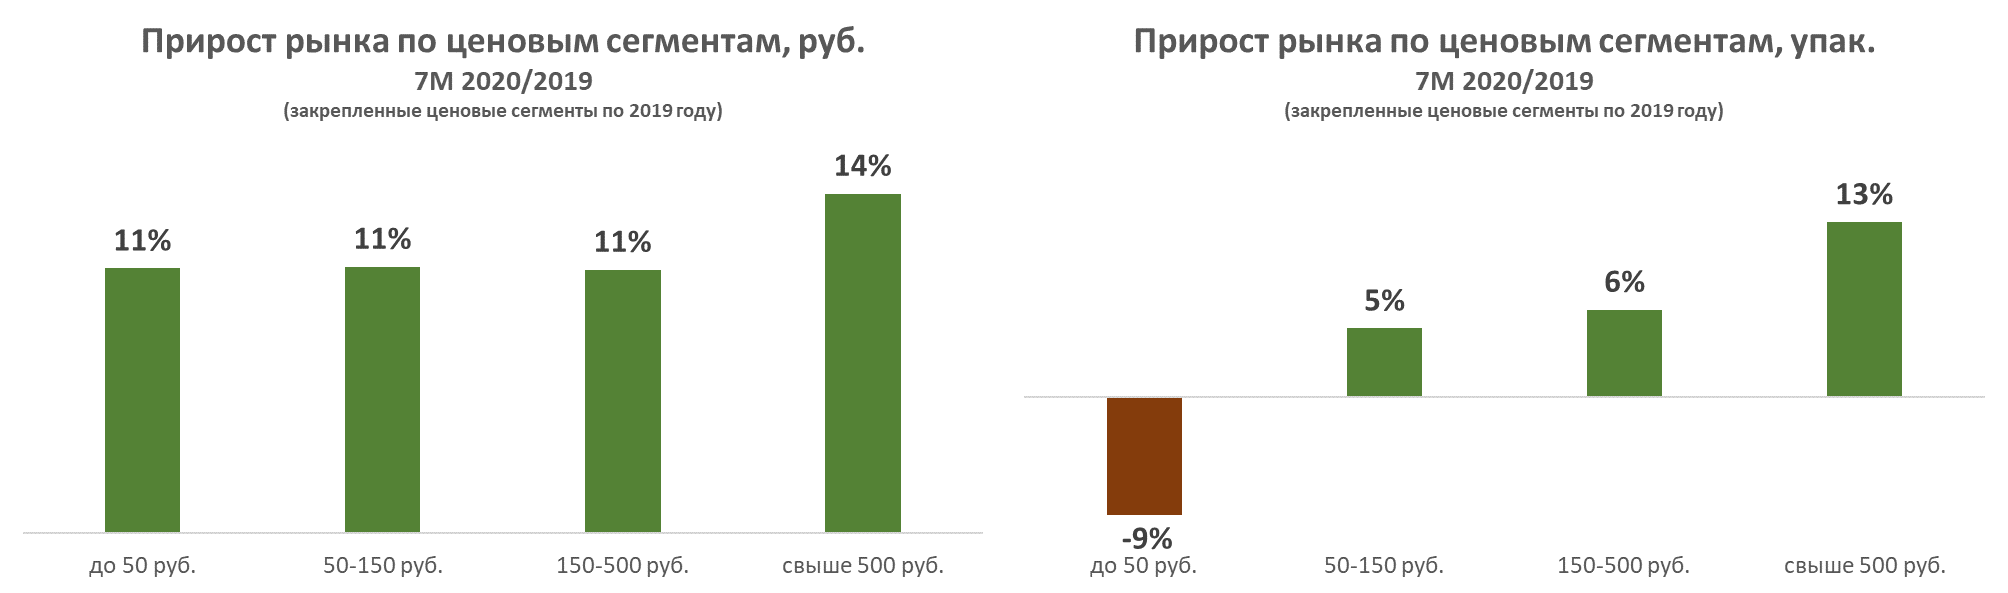 Прирост рынка по ценовым сегментам, руб.
7М 2020/2019
(закрепленные ценовые сегменты по 2019 году)
14%
11%
11%
11%
до 50 руб.
50-150 руб.
150-500 руб.
свыше 500 руб.
Прирост рынка по ценовым сегментам, упак.
7М 2020/2019
(закрепленные ценовые сегменты по 2019 году)
13%
6%
5%
-9%
до 50 руб.
50-150 руб.
150-500 руб.
свыше 500 руб.